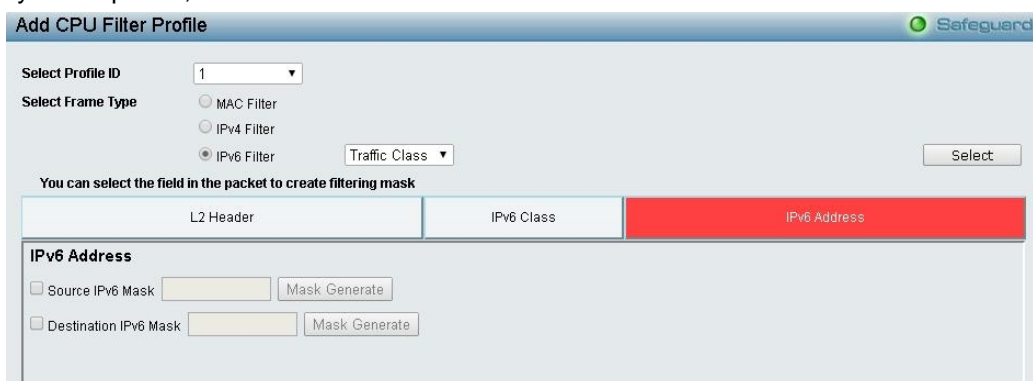 Add CPU Filter Profile
Safeguard
Select Profile ID
1
Select Frame Type
MAC Filter
IPv4 Filter
IPv6 Filter
Traffic Class
Select
You can select the field in the packet to create filtering mask
L2 Header
IPv6 Class
IPv6 Address
IPv6 Address
Source IPv6 Mask
Mask Generate
Destination IPv6 Mask
Mask Generate